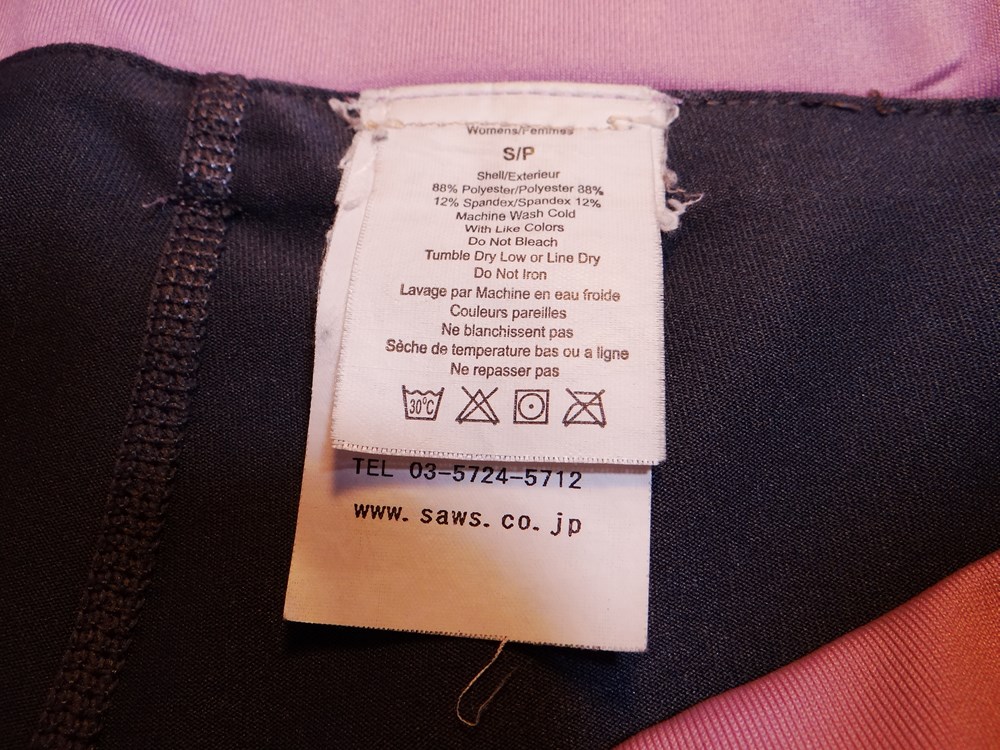 Womens/Femmes
S/P
Shell/Exterieur
88% Polyester/Polyester 38%
12% Spandex/Spandex 12%
Machine Wash Cold
With Like Colors
Do Not Bleach
Tumble Dry Low or Line Dry
Do Not Iron
Lavage par Machine en eau froide
Couleurs pareilles
Ne blanchissent pas
Sèche de temperature bas ou a ligne
Ne repasser pas
30°C
TEL 03-5724-5712
www.saws.co.jp